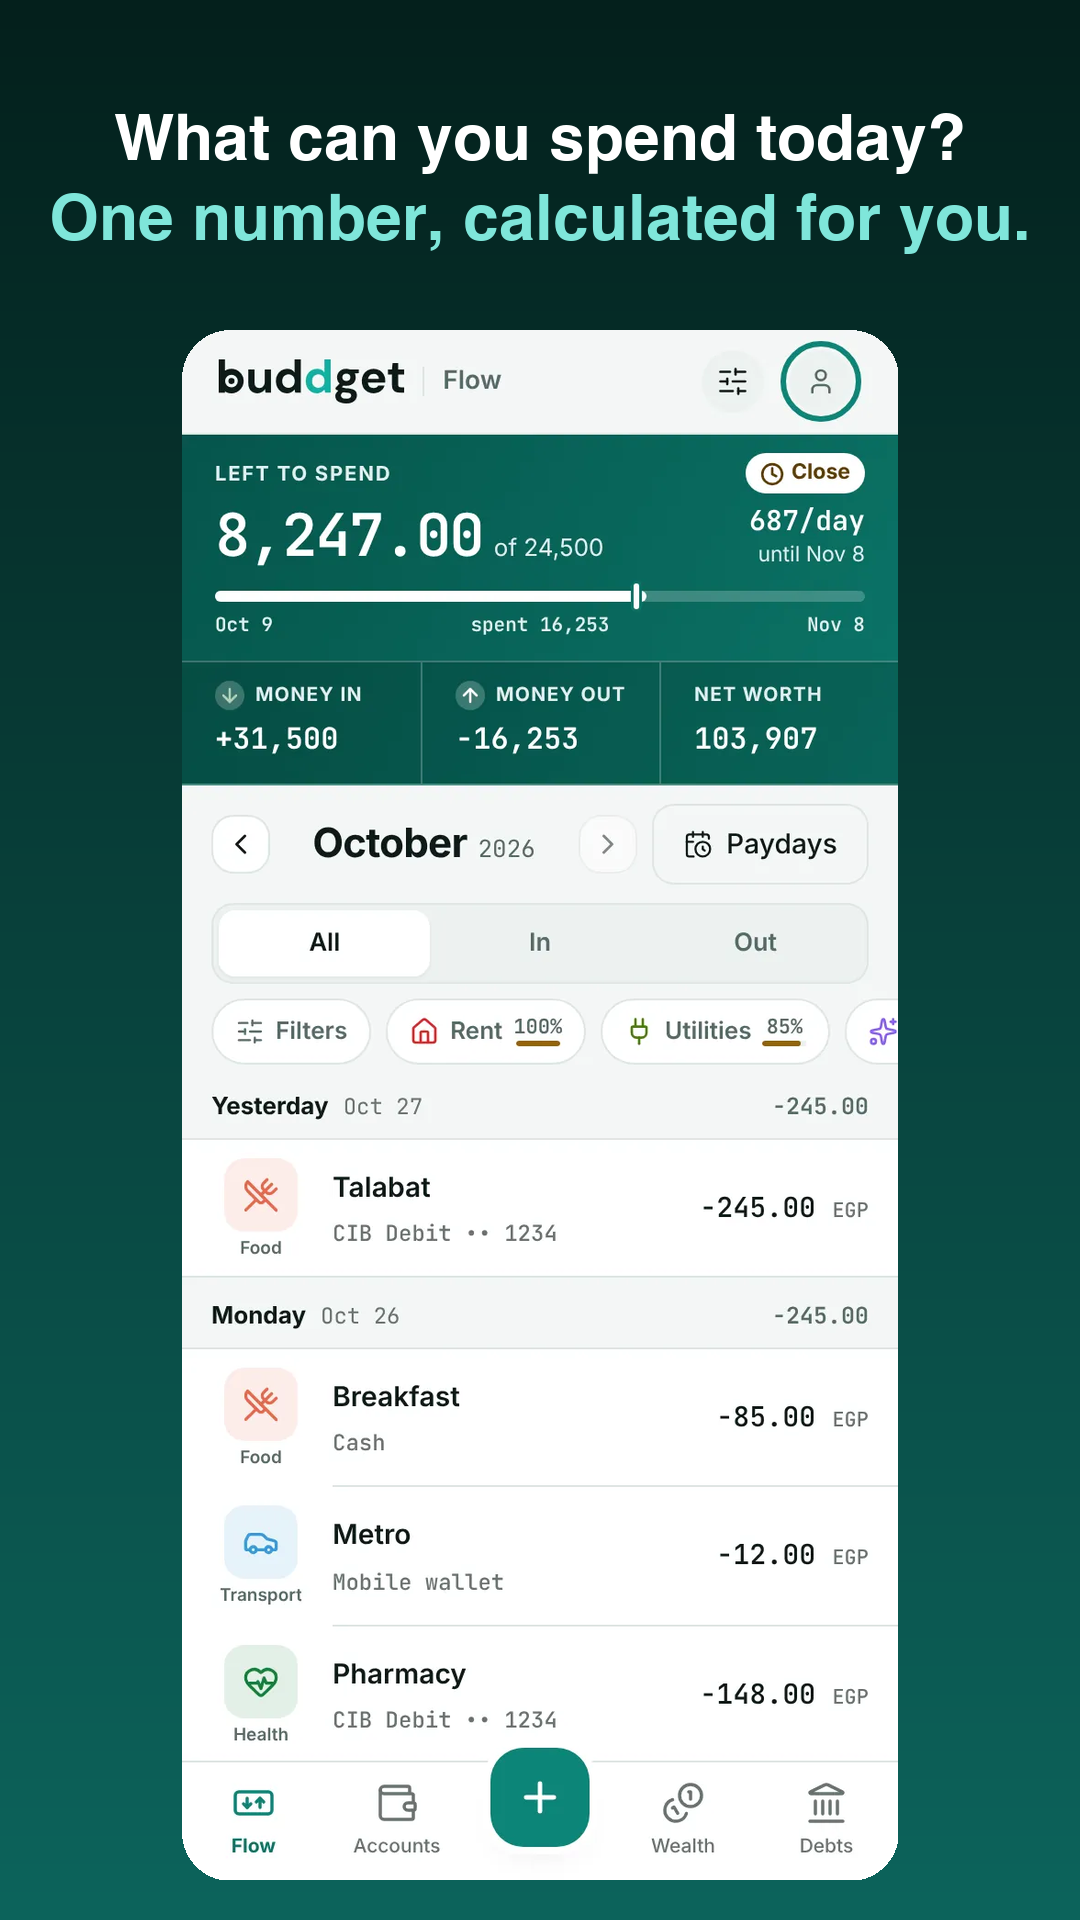 What can you spend today?
One number, calculated for you.
buddget Flow
LEFT TO SPEND
Close
8,247.00 of 24,500
687/day
until Nov 8
Oct 9 spent 16,253 Nov 8
MONEY IN
+31,500
MONEY OUT
-16,253
NET WORTH
103,907
October 2026
Paydays
All In Out
Filters Rent 100% Utilities 85%
Yesterday Oct 27 -245.00
Talabat
CIB Debit •• 1234
-245.00 EGP
Food
Monday Oct 26 -245.00
Breakfast
Cash
-85.00 EGP
Food
Metro
Mobile wallet
-12.00 EGP
Transport
Pharmacy
CIB Debit •• 1234
-148.00 EGP
Health
Flow Accounts Wealth Debts